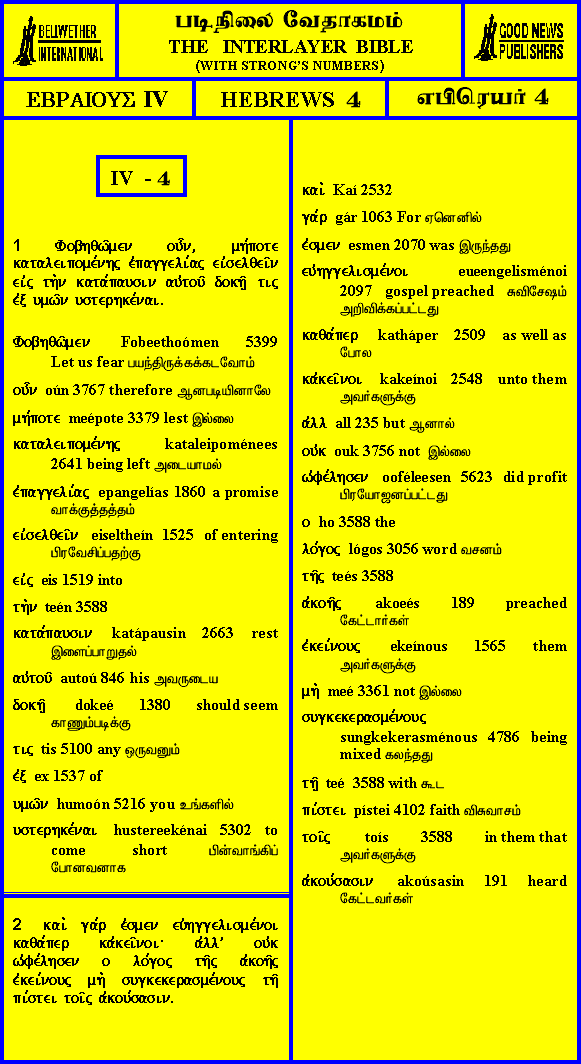 BELLWETHER
INTERNATIONAL
படிநிலை வேதாகமம்
THE INTERLAYER BIBLE
(WITH STRONG'S NUMBERS)
GOOD NEWS
PUBLISHERS
ΕΒΡΑΙΟΥΣ IV
HEBREWS 4
எபிரெயர் 4
IV - 4
1 Φοβηθῶμεν οὖν, μήποτε
καταλειπομένης ἐπαγγελίας εἰσελθεῖν
εἰς τὴν κατάπαυσιν αὐτοῦ δοκῇ τις
ἐξ υμῶν υστερηκέναι.
Φοβηθῶμεν Fobeethoómen 5399
Let us fear பயந்திருக்கக்கடவோம்
οὖν oún 3767 therefore ஆனபடியினாலே
μήποτε meépote 3379 lest இல்லை
καταλειπομένης kataleipoménees
2641 being left அடையாமல்
ἐπαγγελίας epangelías 1860 a promise
வாக்குத்தத்தம்
εἰσελθεῖν eiseltheín 1525 of entering
பிரவேசிப்பதற்கு
εἰς eis 1519 into
τὴν teén 3588
κατάπαυσιν katápausin 2663 rest
இளைப்பாறுதல்
αὐτοῦ autoú 846 his அவருடைய
δοκῇ dokeé 1380 should seem
காணும்படிக்கு
τις tis 5100 any ஒருவனும்
ἐξ ex 1537 of
υμῶν humoón 5216 you உங்களில்
υστερηκέναι hustereekénai 5302 to
come short பின்வாங்கிப்
போனவனாக
2 καὶ γάρ ἐσμεν εὐηγγελισμένοι
καθάπερ κἀκεῖνοι· ἀλλ' οὐκ
ὠφέλησεν ο λόγος τῆς ἀκοῆς
ἐκείνους μὴ συγκεκερασμένους τῇ
πίστει τοῖς ἀκούσασιν.
καὶ Kaí 2532
γάρ gár 1063 For ஏனெனில்
ἐσμεν esmen 2070 was இருந்தது
εὐηγγελισμένοι eueengelisménoi
2097 gospel preached சுவிசேஷம்
அறிவிக்கப்பட்டது
καθάπερ katháper 2509 as well as
போல
κἀκεῖνοι kakeínoi 2548 unto them
அவர்களுக்கு
ἀλλ all 235 but ஆனால்
οὐκ ouk 3756 not இல்லை
ὠφέλησεν ooféleesen 5623 did profit
பிரயோஜனப்பட்டது
ο ho 3588 the
λόγος lógos 3056 word வசனம்
τῆς teés 3588
ἀκοῆς akoeés 189 preached
கேட்டார்கள்
ἐκείνους ekeínous 1565 them
அவர்களுக்கு
μὴ meé 3361 not இல்லை
συγκεκερασμένους
sungkekerasménous 4786 being
mixed கலந்தது
τῇ teé 3588 with கூட
πίστει pístei 4102 faith விசுவாசம்
τοῖς toís 3588 in them that
அவர்களுக்கு
ἀκούσασιν akoúsasin 191 heard
கேட்டவர்கள்